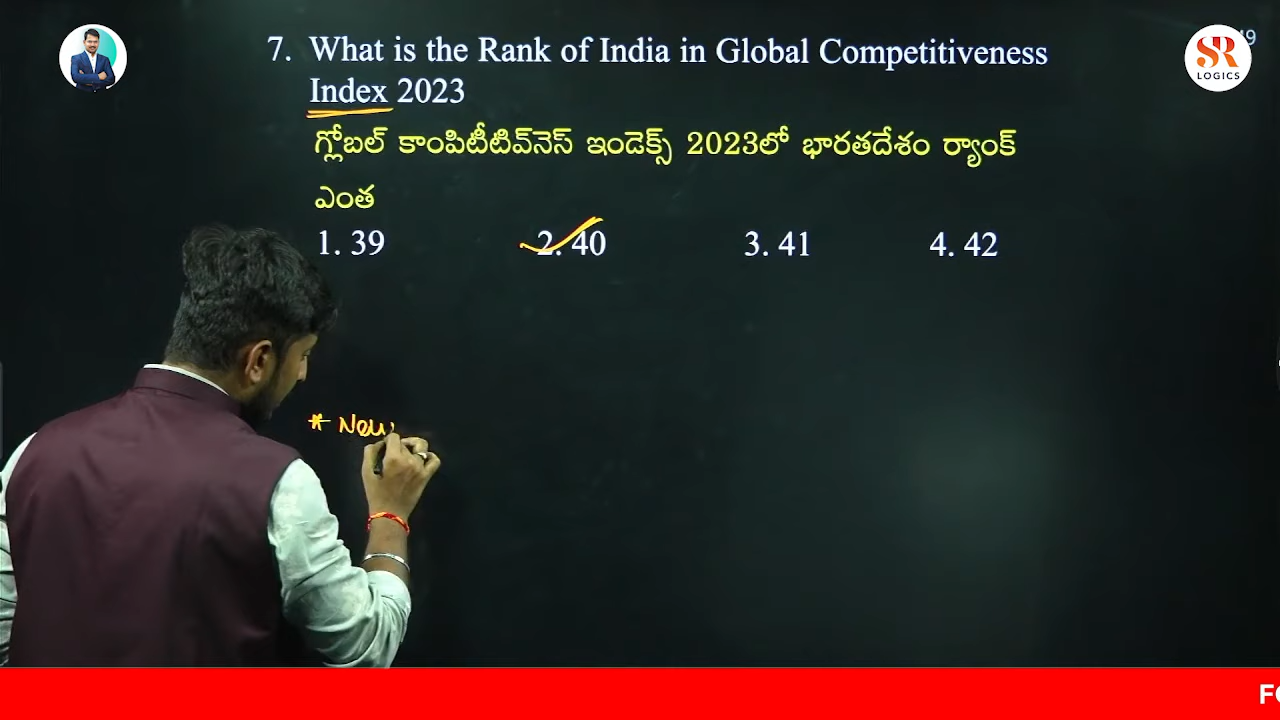 7. What is the Rank of India in Global Competitiveness
Index 2023
గ్లోబల్ కాంపిటీటివ్‌నెస్ ఇండెక్స్ 2023లో భారతదేశం ర్యాంక్
ఎంత
1. 39 2. 40 3. 41 4. 42
* New
SR
LOGICS